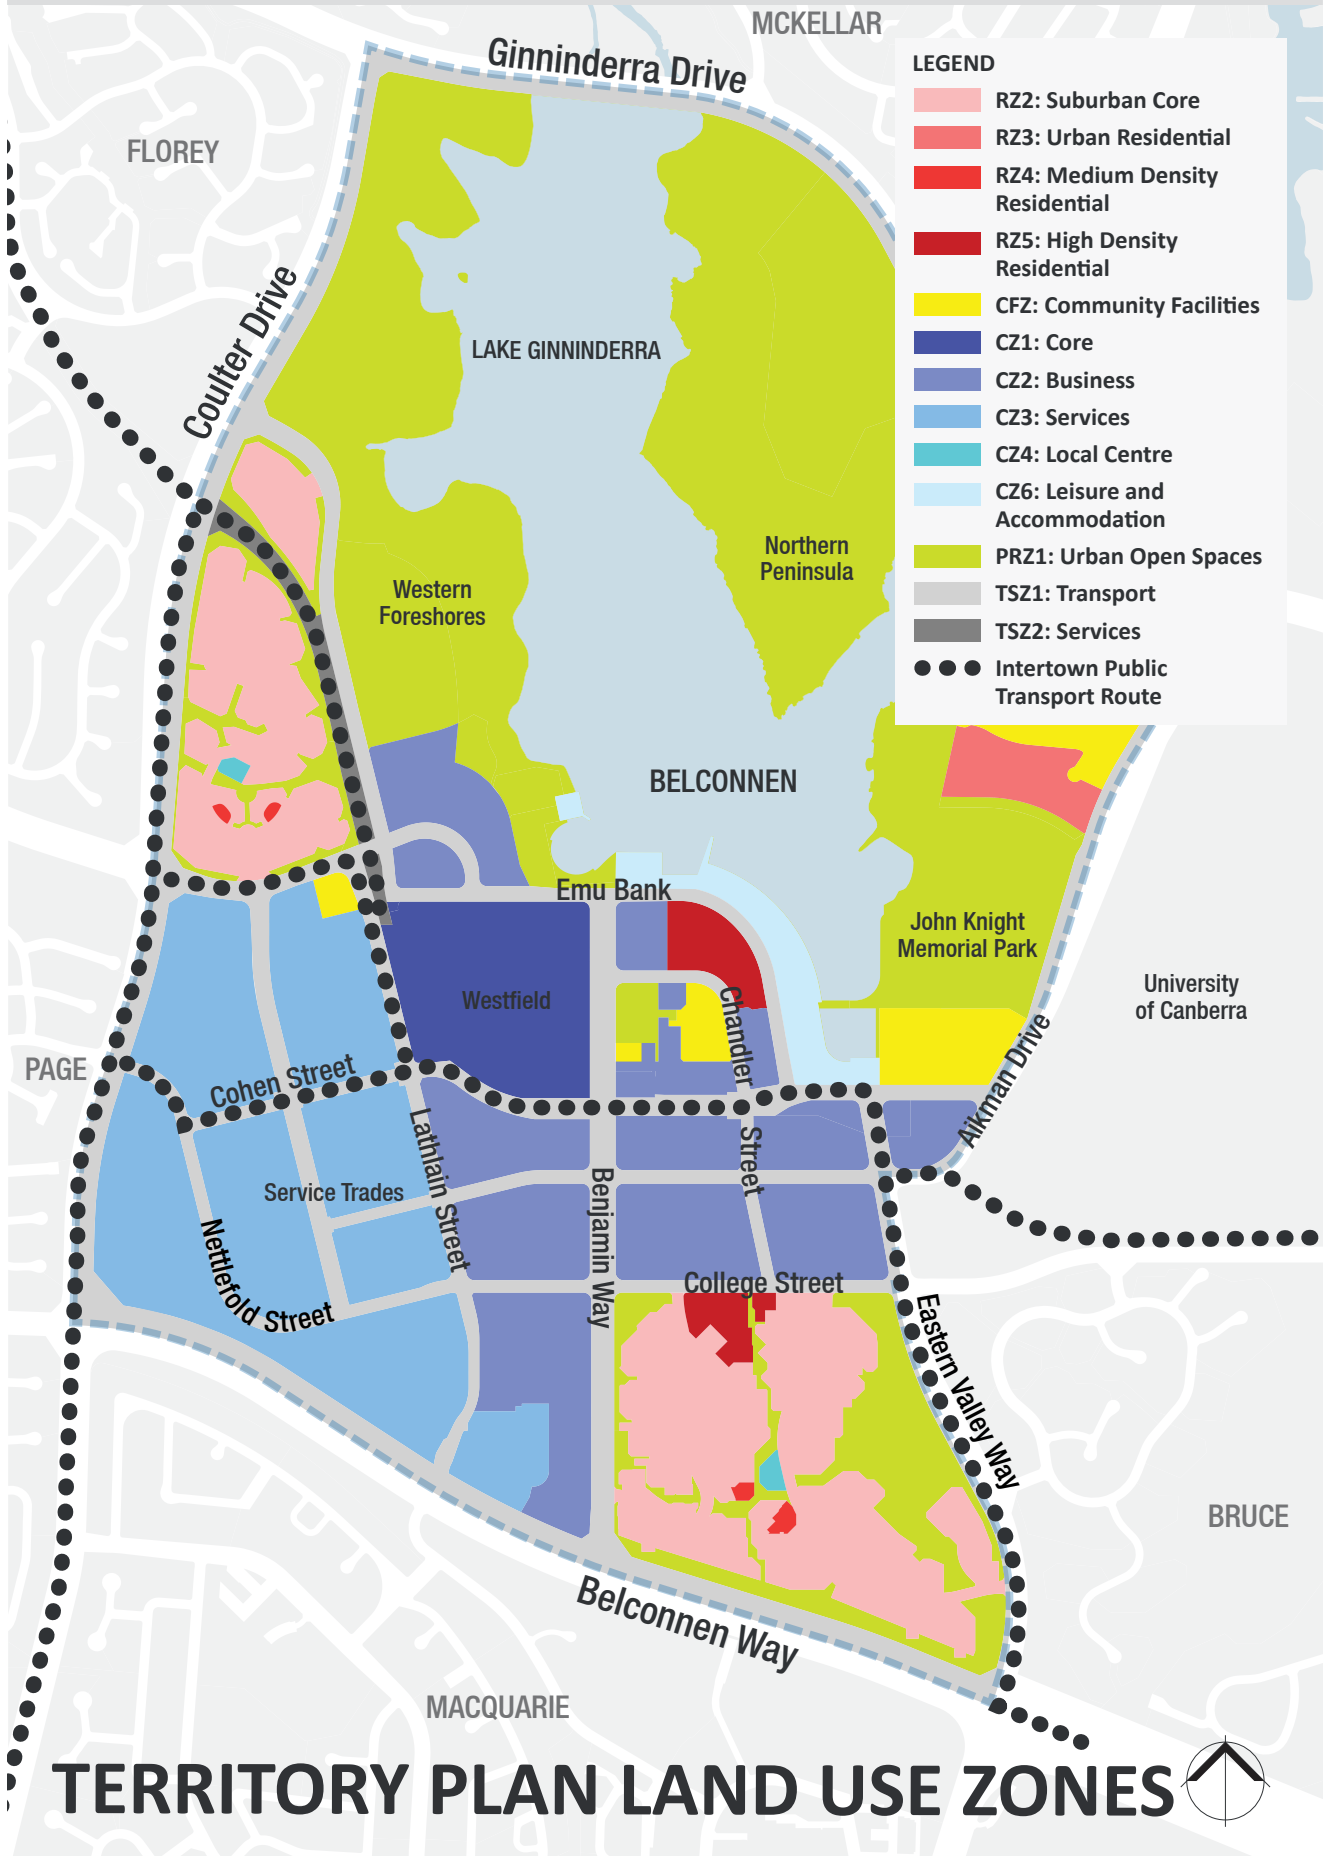 MCKELLAR
Ginninderra Drive
LEGEND
RZ2: Suburban Core
RZ3: Urban Residential
RZ4: Medium Density
Residential
RZ5: High Density
Residential
CFZ: Community Facilities
CZ1: Core
CZ2: Business
CZ3: Services
CZ4: Local Centre
CZ6: Leisure and
Accommodation
PRZ1: Urban Open Spaces
TSZ1: Transport
TSZ2: Services
Intertown Public
Transport Route
FLOREY
Coulter Drive
LAKE GINNINDERRA
Northern
Peninsula
Western
Foreshores
BELCONNEN
Emu Bank
John Knight
Memorial Park
Westfield
Chandler
Street
University
of Canberra
Aikman Drive
PAGE
Cohen Street
Lathlain Street
Service Trades
Benjamin Way
Nettlefold Street
College Street
Eastern Valley Way
BRUCE
Belconnen Way
MACQUARIE
TERRITORY PLAN LAND USE ZONES